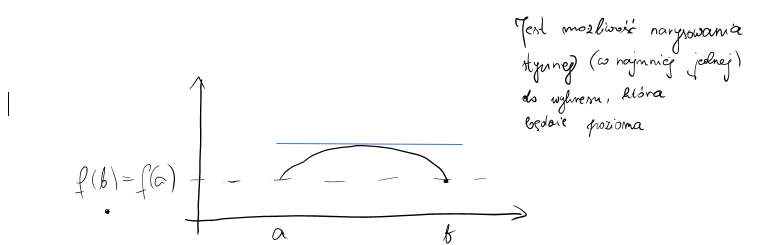 Jest możliwość narysowania
stycznej (co najmniej jednej)
do wykresu, która
będzie pozioma
f(b) = f(a)
a
b